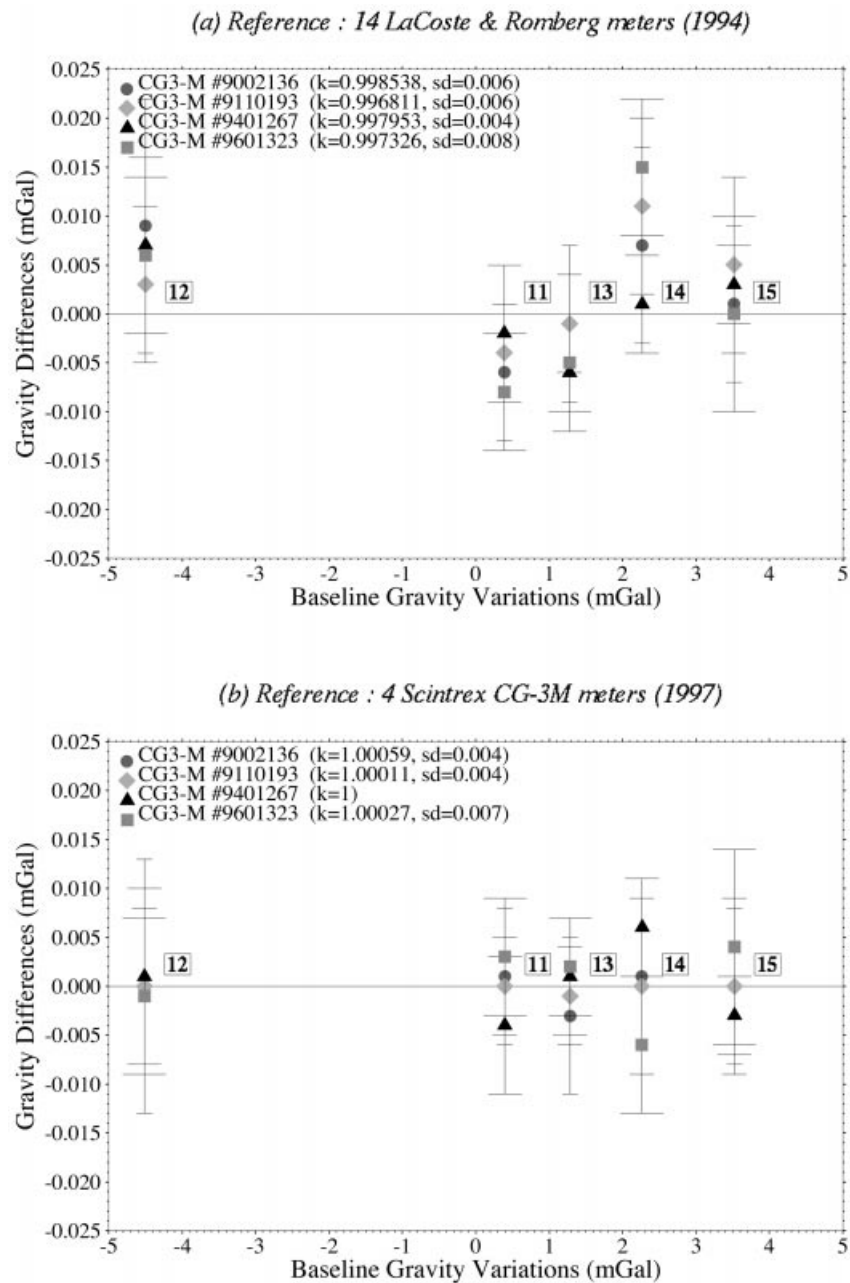 (a) Reference : 14 LaCoste & Romberg meters (1994)
0.025
CG3-M #9002136 (k=0.998538, sd=0.006)
CG3-M #9110193 (k=0.996811, sd=0.006)
0.020
CG3-M #9401267 (k=0.997953, sd=0.004)
CG3-M #9601323 (k=0.997326, sd=0.008)
0.015
0.010
0.005
12 11 13 14 15
0.000
-0.005
-0.010
-0.015
-0.020
-0.025
Gravity Differences (mGal)
-5 -4 -3 -2 -1 0 1 2 3 4 5
Baseline Gravity Variations (mGal)
(b) Reference : 4 Scintrex CG-3M meters (1997)
0.025
CG3-M #9002136 (k=1.00059, sd=0.004)
CG3-M #9110193 (k=1.00011, sd=0.004)
0.020
CG3-M #9401267 (k=1)
CG3-M #9601323 (k=1.00027, sd=0.007)
0.015
0.010
0.005
12 11 13 14 15
0.000
-0.005
-0.010
-0.015
-0.020
-0.025
Gravity Differences (mGal)
-5 -4 -3 -2 -1 0 1 2 3 4 5
Baseline Gravity Variations (mGal)